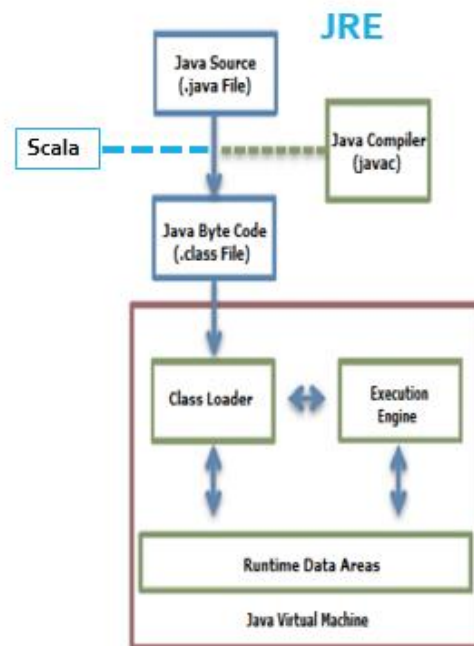 JRE
Java Source
(.java File)
Scala
Java Compiler
(javac)
Java Byte Code
(.class File)
Class Loader
Execution
Engine
Runtime Data Areas
Java Virtual Machine